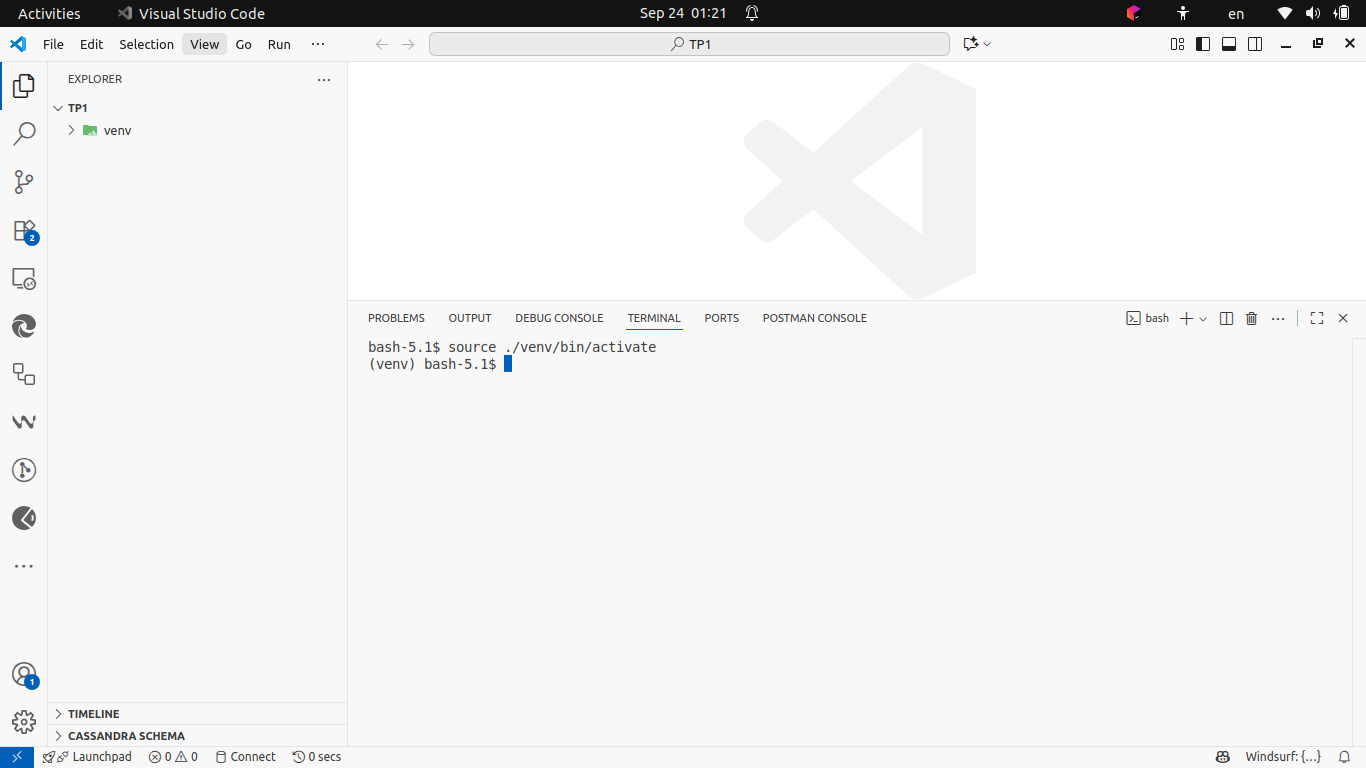 Activities Visual Studio Code Sep 24 01:21 en
File Edit Selection View Go Run ··· TP1
EXPLORER ···
TP1
venv
2
1
TIMELINE
CASSANDRA SCHEMA
PROBLEMS OUTPUT DEBUG CONSOLE TERMINAL PORTS POSTMAN CONSOLE bash
bash-5.1$ source ./venv/bin/activate
(venv) bash-5.1$
Launchpad 0 0 Connect 0 secs Windsurf: {...}